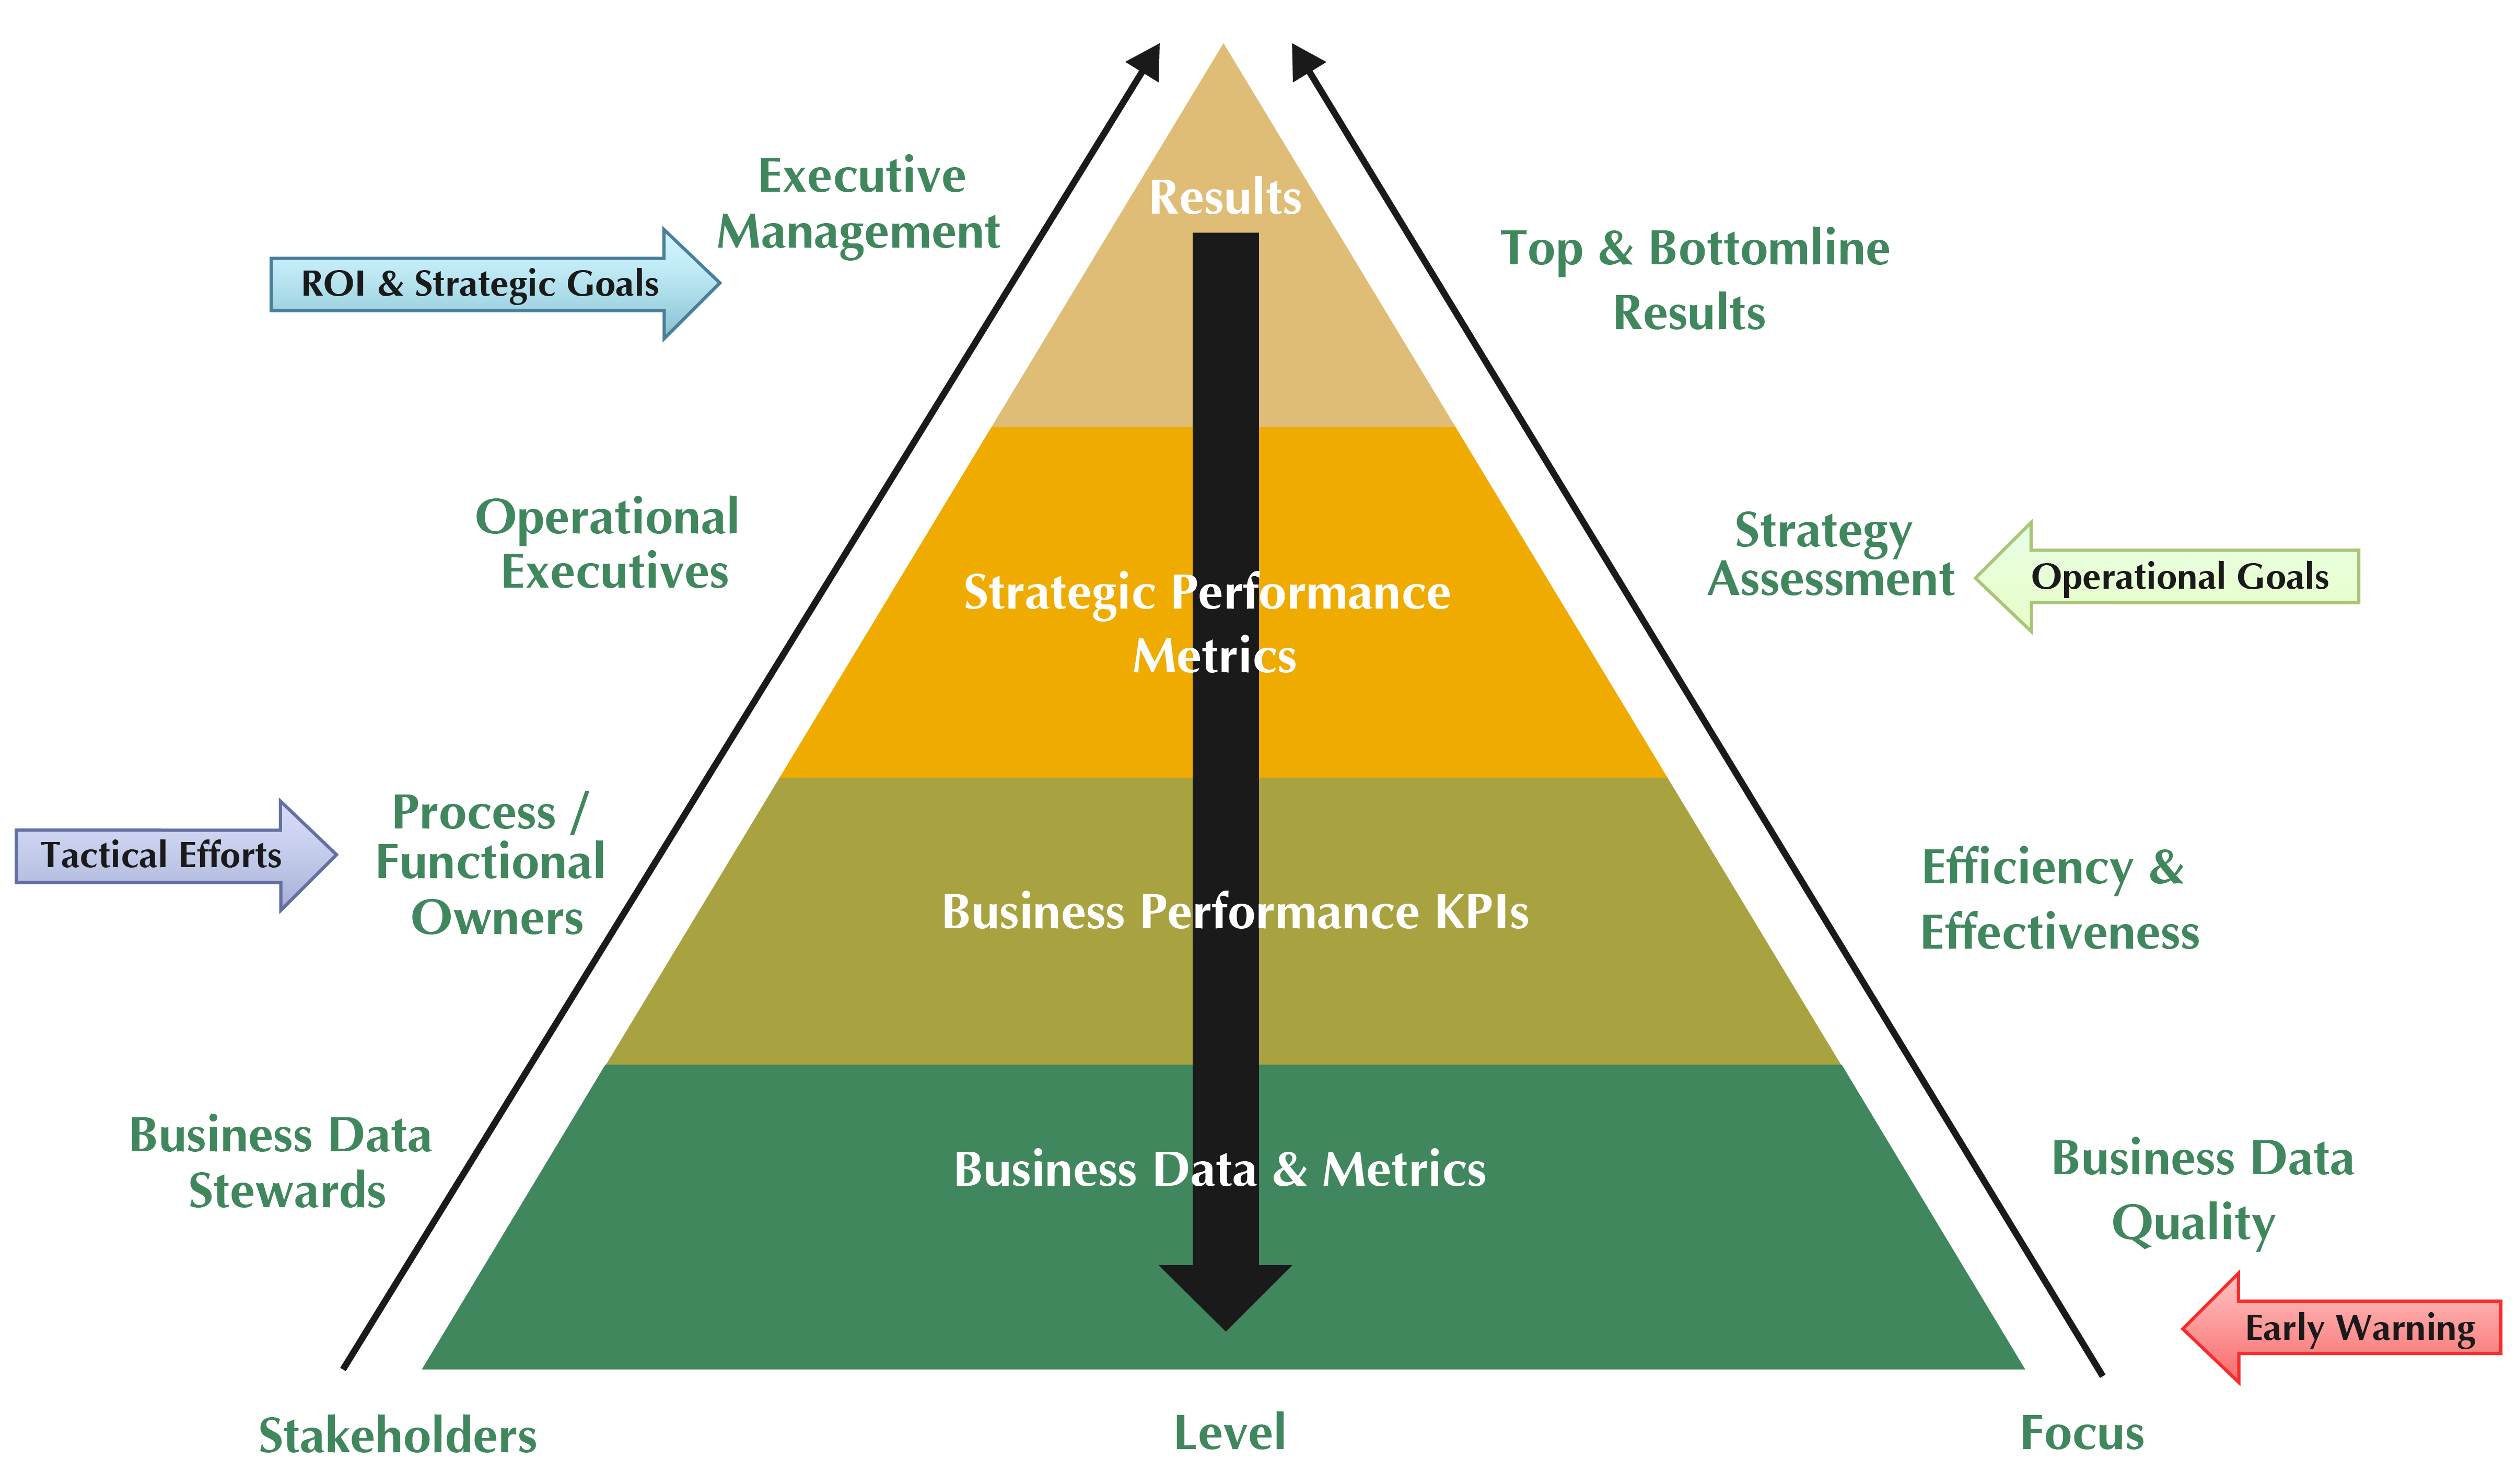 Executive
Management
Results
Top & Bottomline
Results
ROI & Strategic Goals
Operational
Executives
Strategic Performance
Metrics
Strategy
Assessment
Operational Goals
Tactical Efforts
Process /
Functional
Owners
Business Performance KPIs
Efficiency &
Effectiveness
Business Data
Stewards
Business Data & Metrics
Business Data
Quality
Early Warning
Stakeholders
Level
Focus